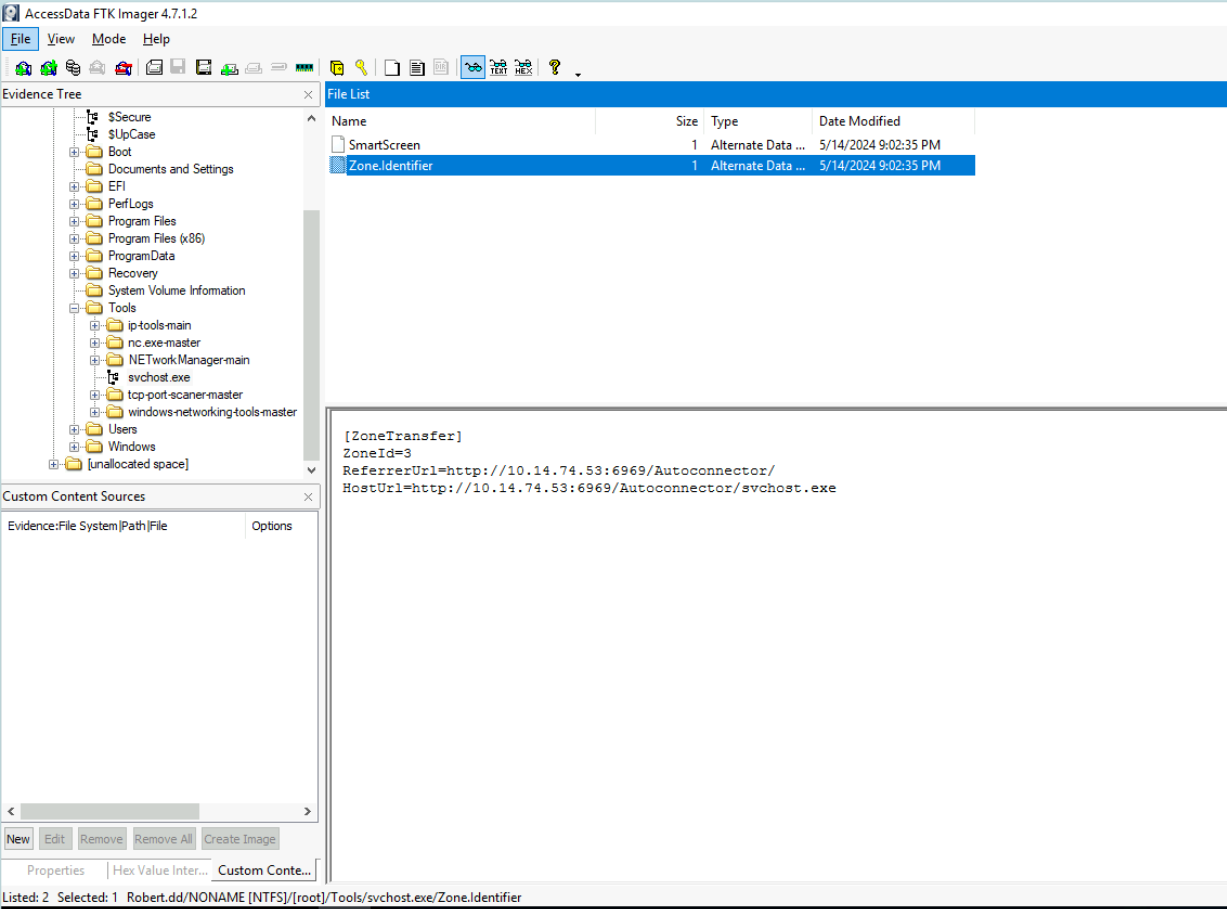 AccessData FTK Imager 4.7.1.2
File View Mode Help
TEXT HEX
Evidence Tree
$Secure
$UpCase
Boot
Documents and Settings
EFI
PerfLogs
Program Files
Program Files (x86)
ProgramData
Recovery
System Volume Information
Tools
ip-tools-main
nc.exe-master
NETworkManager-main
svchost.exe
tcp-port-scaner-master
windows-networking-tools-master
Users
Windows
[unallocated space]
File List
Name Size Type Date Modified
SmartScreen 1 Alternate Data ... 5/14/2024 9:02:35 PM
Zone.Identifier 1 Alternate Data ... 5/14/2024 9:02:35 PM
[ZoneTransfer]
ZoneId=3
ReferrerUrl=http://10.14.74.53:6969/Autoconnector/
HostUrl=http://10.14.74.53:6969/Autoconnector/svchost.exe
Custom Content Sources
Evidence:File System|Path|File Options
New Edit Remove Remove All Create Image
Properties Hex Value Inter... Custom Conte...
Listed: 2 Selected: 1 Robert.dd/NONAME [NTFS]/[root]/Tools/svchost.exe/Zone.Identifier